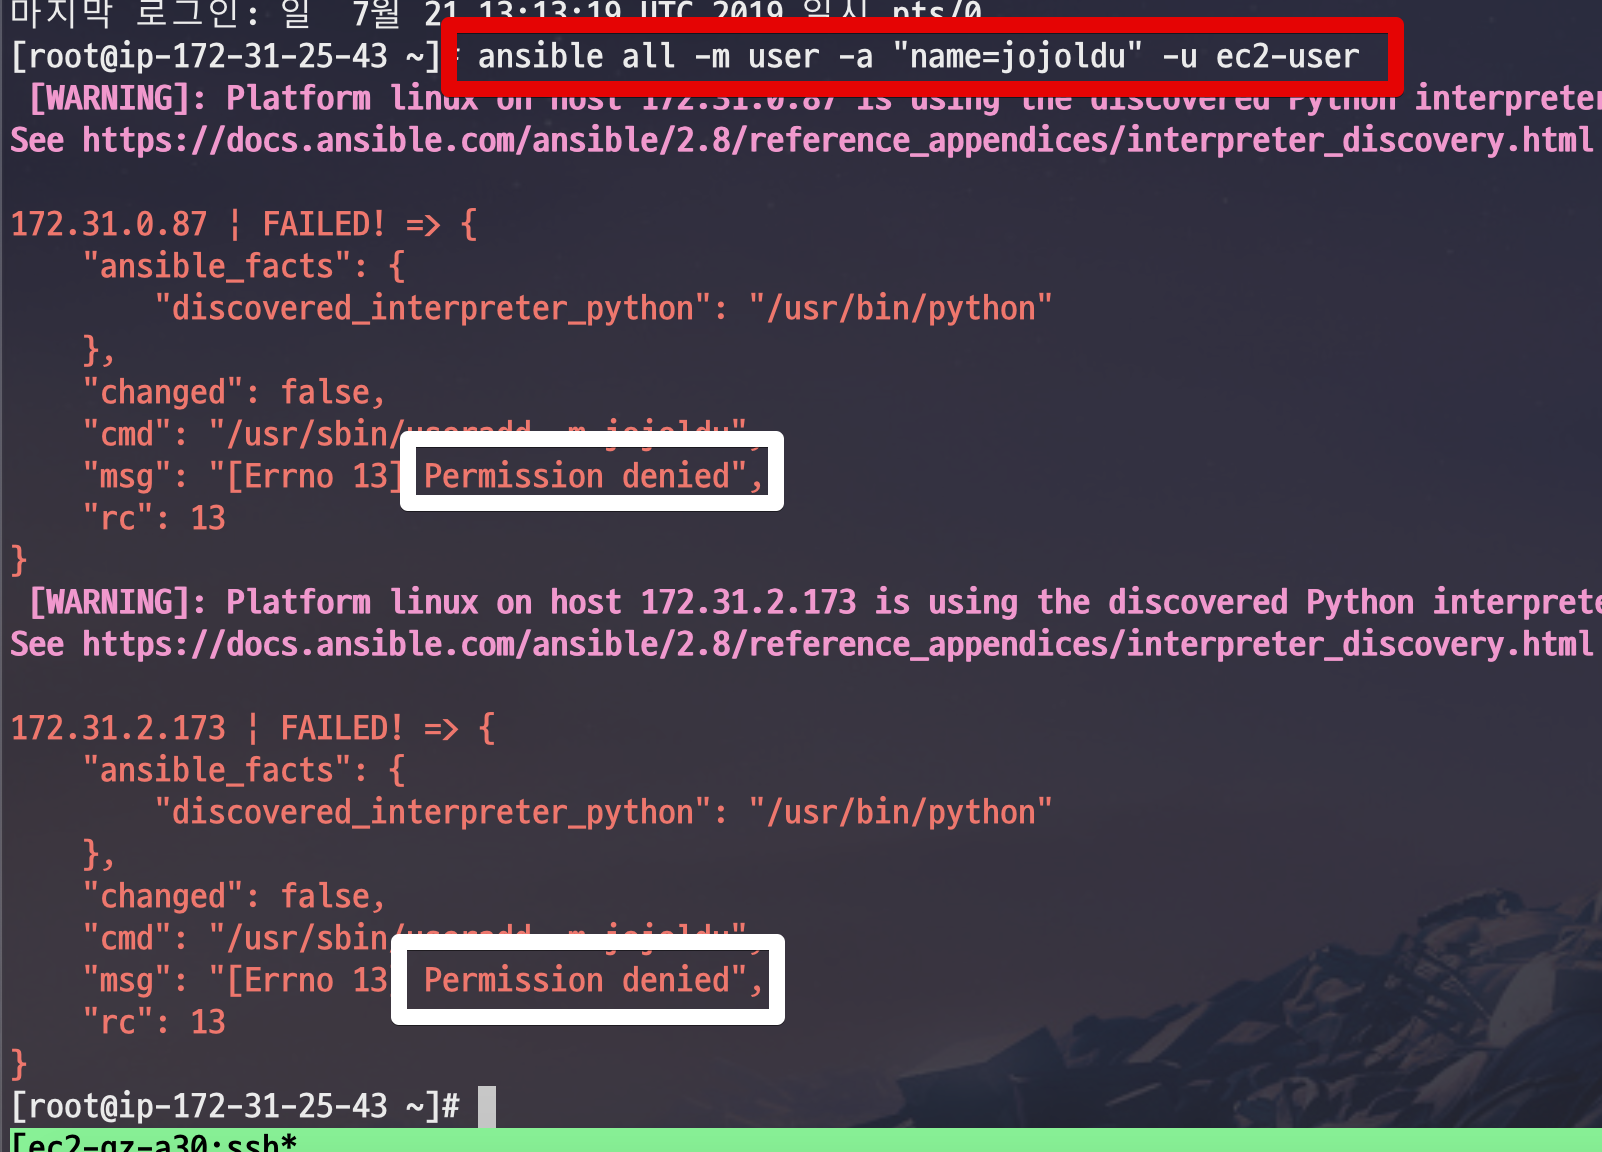 마지막 로그인: 일  7월 21 13:13:19 UTC 2019 일시 pts/0
[root@ip-172-31-25-43 ~]# ansible all -m user -a "name=jojoldu" -u ec2-user
 [WARNING]: Platform linux on host 172.31.0.87 is using the discovered Python interpreter
See https://docs.ansible.com/ansible/2.8/reference_appendices/interpreter_discovery.html
172.31.0.87 | FAILED! => {
    "ansible_facts": {
        "discovered_interpreter_python": "/usr/bin/python"
    },
    "changed": false,
    "cmd": "/usr/sbin/useradd -m jojoldu",
    "msg": "[Errno 13] Permission denied",
    "rc": 13
}
 [WARNING]: Platform linux on host 172.31.2.173 is using the discovered Python interprete
See https://docs.ansible.com/ansible/2.8/reference_appendices/interpreter_discovery.html
172.31.2.173 | FAILED! => {
    "ansible_facts": {
        "discovered_interpreter_python": "/usr/bin/python"
    },
    "changed": false,
    "cmd": "/usr/sbin/useradd -m jojoldu",
    "msg": "[Errno 13 Permission denied",
    "rc": 13
}
[root@ip-172-31-25-43 ~]#
[ec2-gz-a30:ssh*